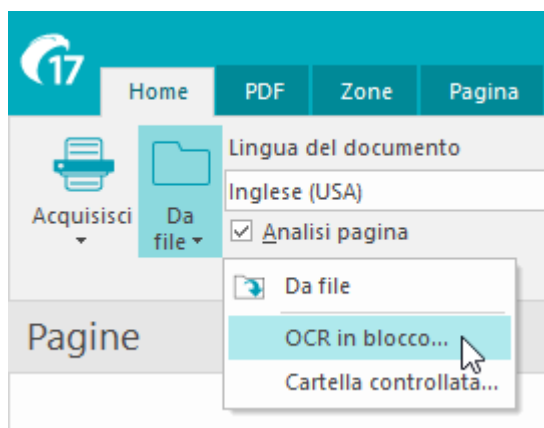 17
Home PDF Zone Pagina
Lingua del documento
Inglese (USA)
Acquisisci
Da
file
Analisi pagina
Da file
OCR in blocco...
Cartella controllata...
Pagine